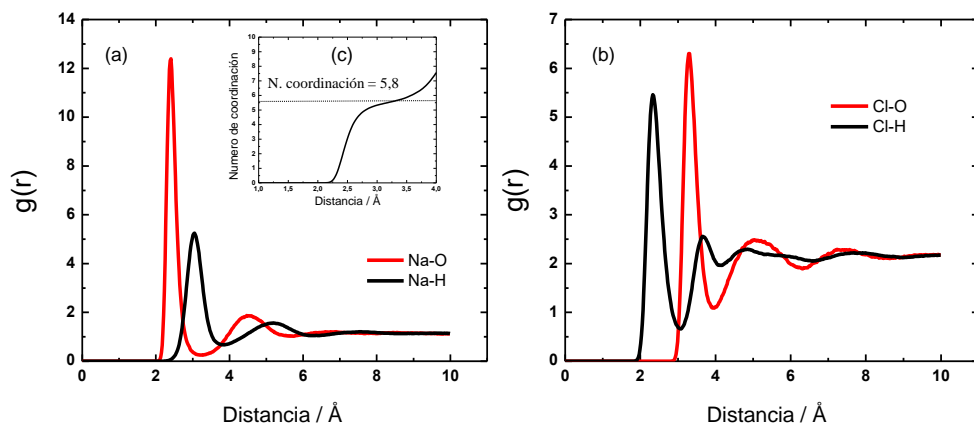 (a)
g(r)
14
12
10
8
6
4
2
0
0 2 4 6 8 10
Distancia / Å
Na-O
Na-H
(c)
Numero de coordinación
10
9
8
7
6
5
4
3
2
1
0
N. coordinación = 5,8
1,0 1,5 2,0 2,5 3,0 3,5 4,0
Distancia / Å
(b)
g(r)
7
6
5
4
3
2
1
0
0 2 4 6 8 10
Distancia / Å
Cl-O
Cl-H